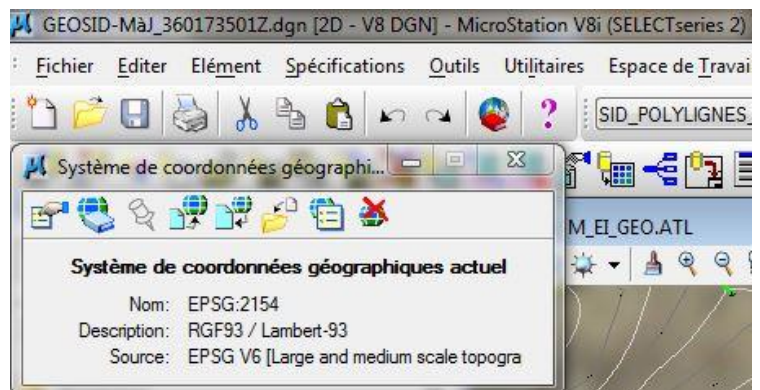 GEOSID-MàJ_360173501Z.dgn [2D - V8 DGN] - MicroStation V8i (SELECTseries 2)
Fichier Editer Elément Spécifications Outils Utilitaires Espace de Travai
SID_POLYLIGNES_
Système de coordonnées géographi...
M_EI_GEO.ATL
Système de coordonnées géographiques actuel
Nom: EPSG:2154
Description: RGF93 / Lambert-93
Source: EPSG V6 [Large and medium scale topogra